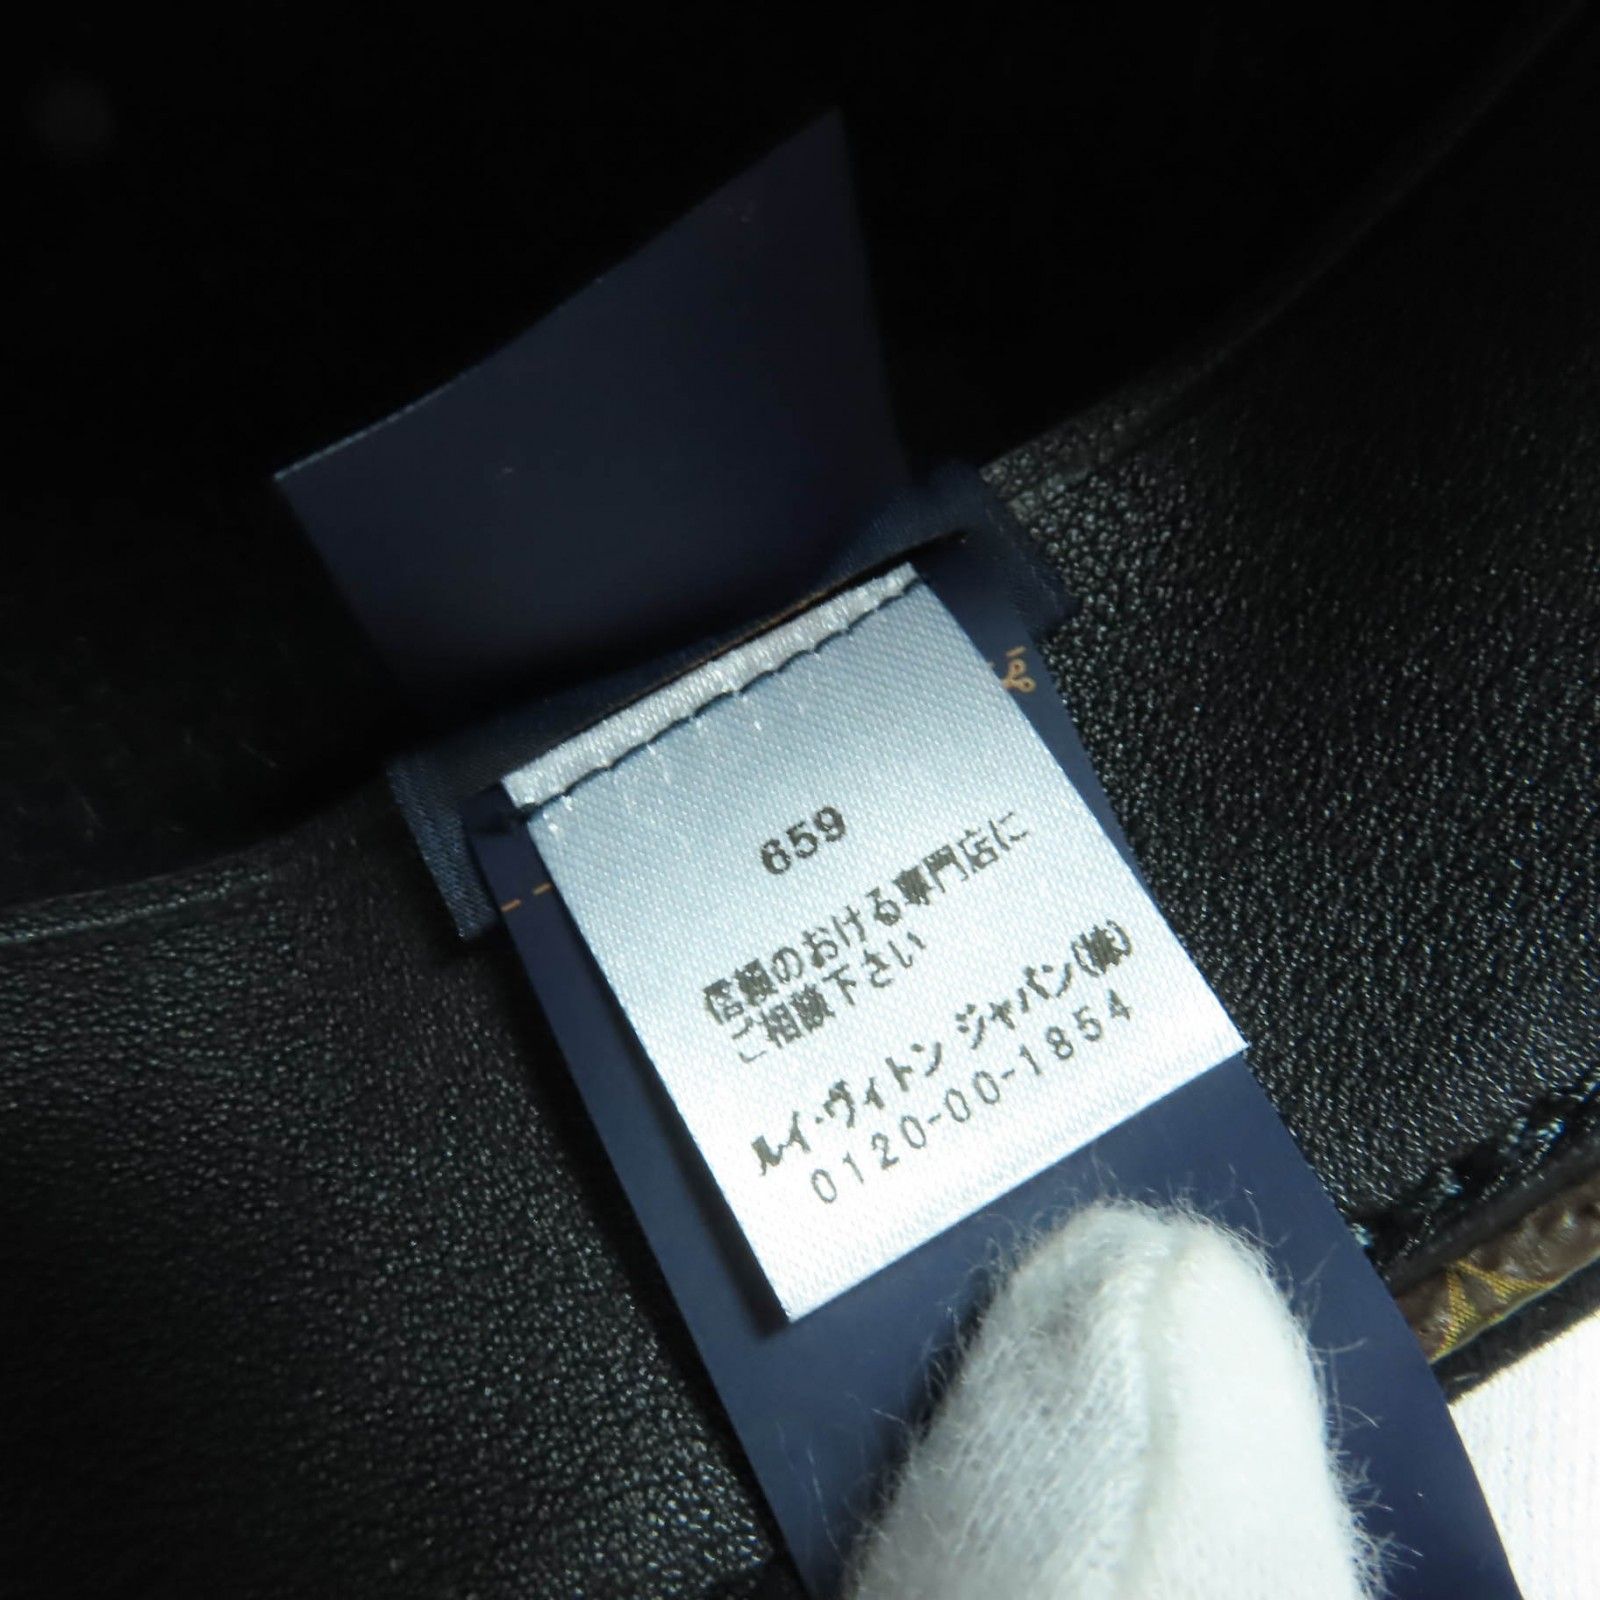 659
信頼のおける専門店に
ご相談下さい
ルイ・ヴィトン ジャパン(株)
0120-00-1854